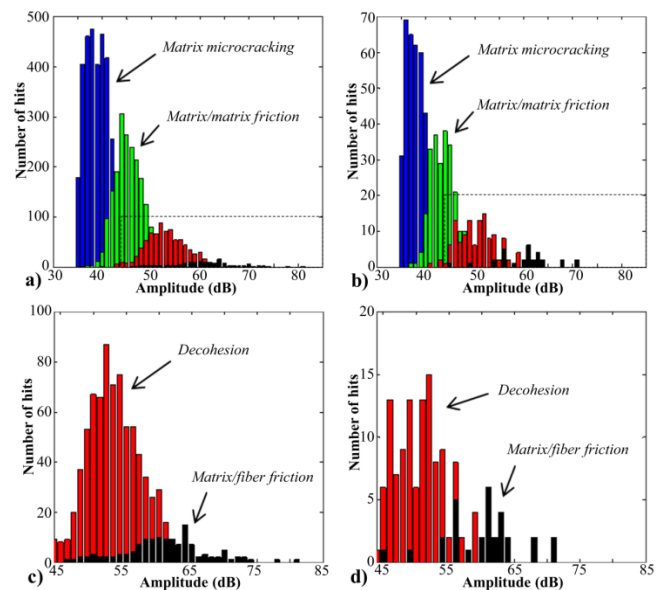 500
400
300
200
100
0
Number of hits
Matrix microcracking
Matrix/matrix friction
a)
30 40 50 60 70 80
Amplitude (dB)
70
60
50
40
30
20
10
0
Number of hits
Matrix microcracking
Matrix/matrix friction
b)
30 40 50 60 70 80
Amplitude (dB)
100
80
60
40
20
0
Number of hits
Decohesion
Matrix/fiber friction
c)
45 55 65 75 85
Amplitude (dB)
20
15
10
5
0
Number of hits
Decohesion
Matrix/fiber friction
d)
45 55 65 75 85
Amplitude (dB)